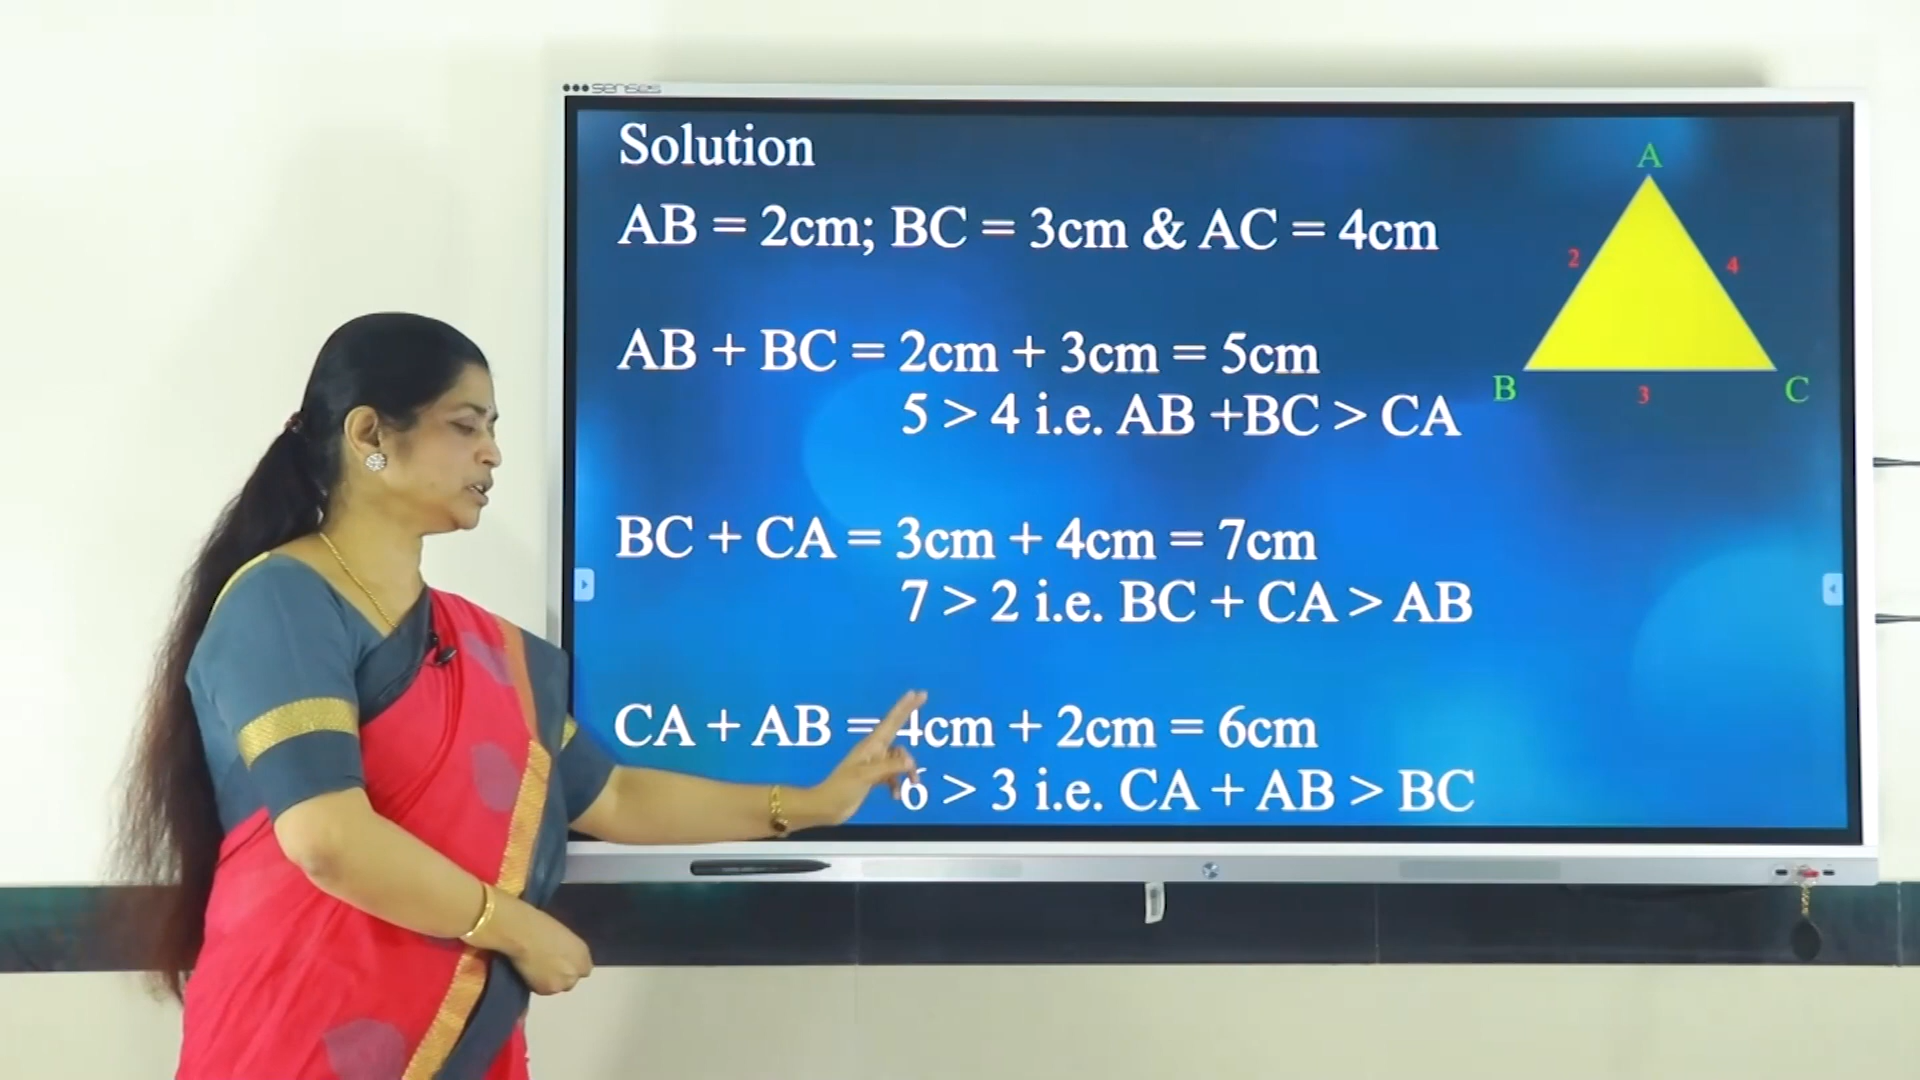 senses
Solution
AB = 2cm; BC = 3cm & AC = 4cm
AB + BC = 2cm + 3cm = 5cm
5 > 4 i.e. AB +BC > CA
BC + CA = 3cm + 4cm = 7cm
7 > 2 i.e. BC + CA > AB
CA + AB = 4cm + 2cm = 6cm
6 > 3 i.e. CA + AB > BC
A
2
4
B
3
C